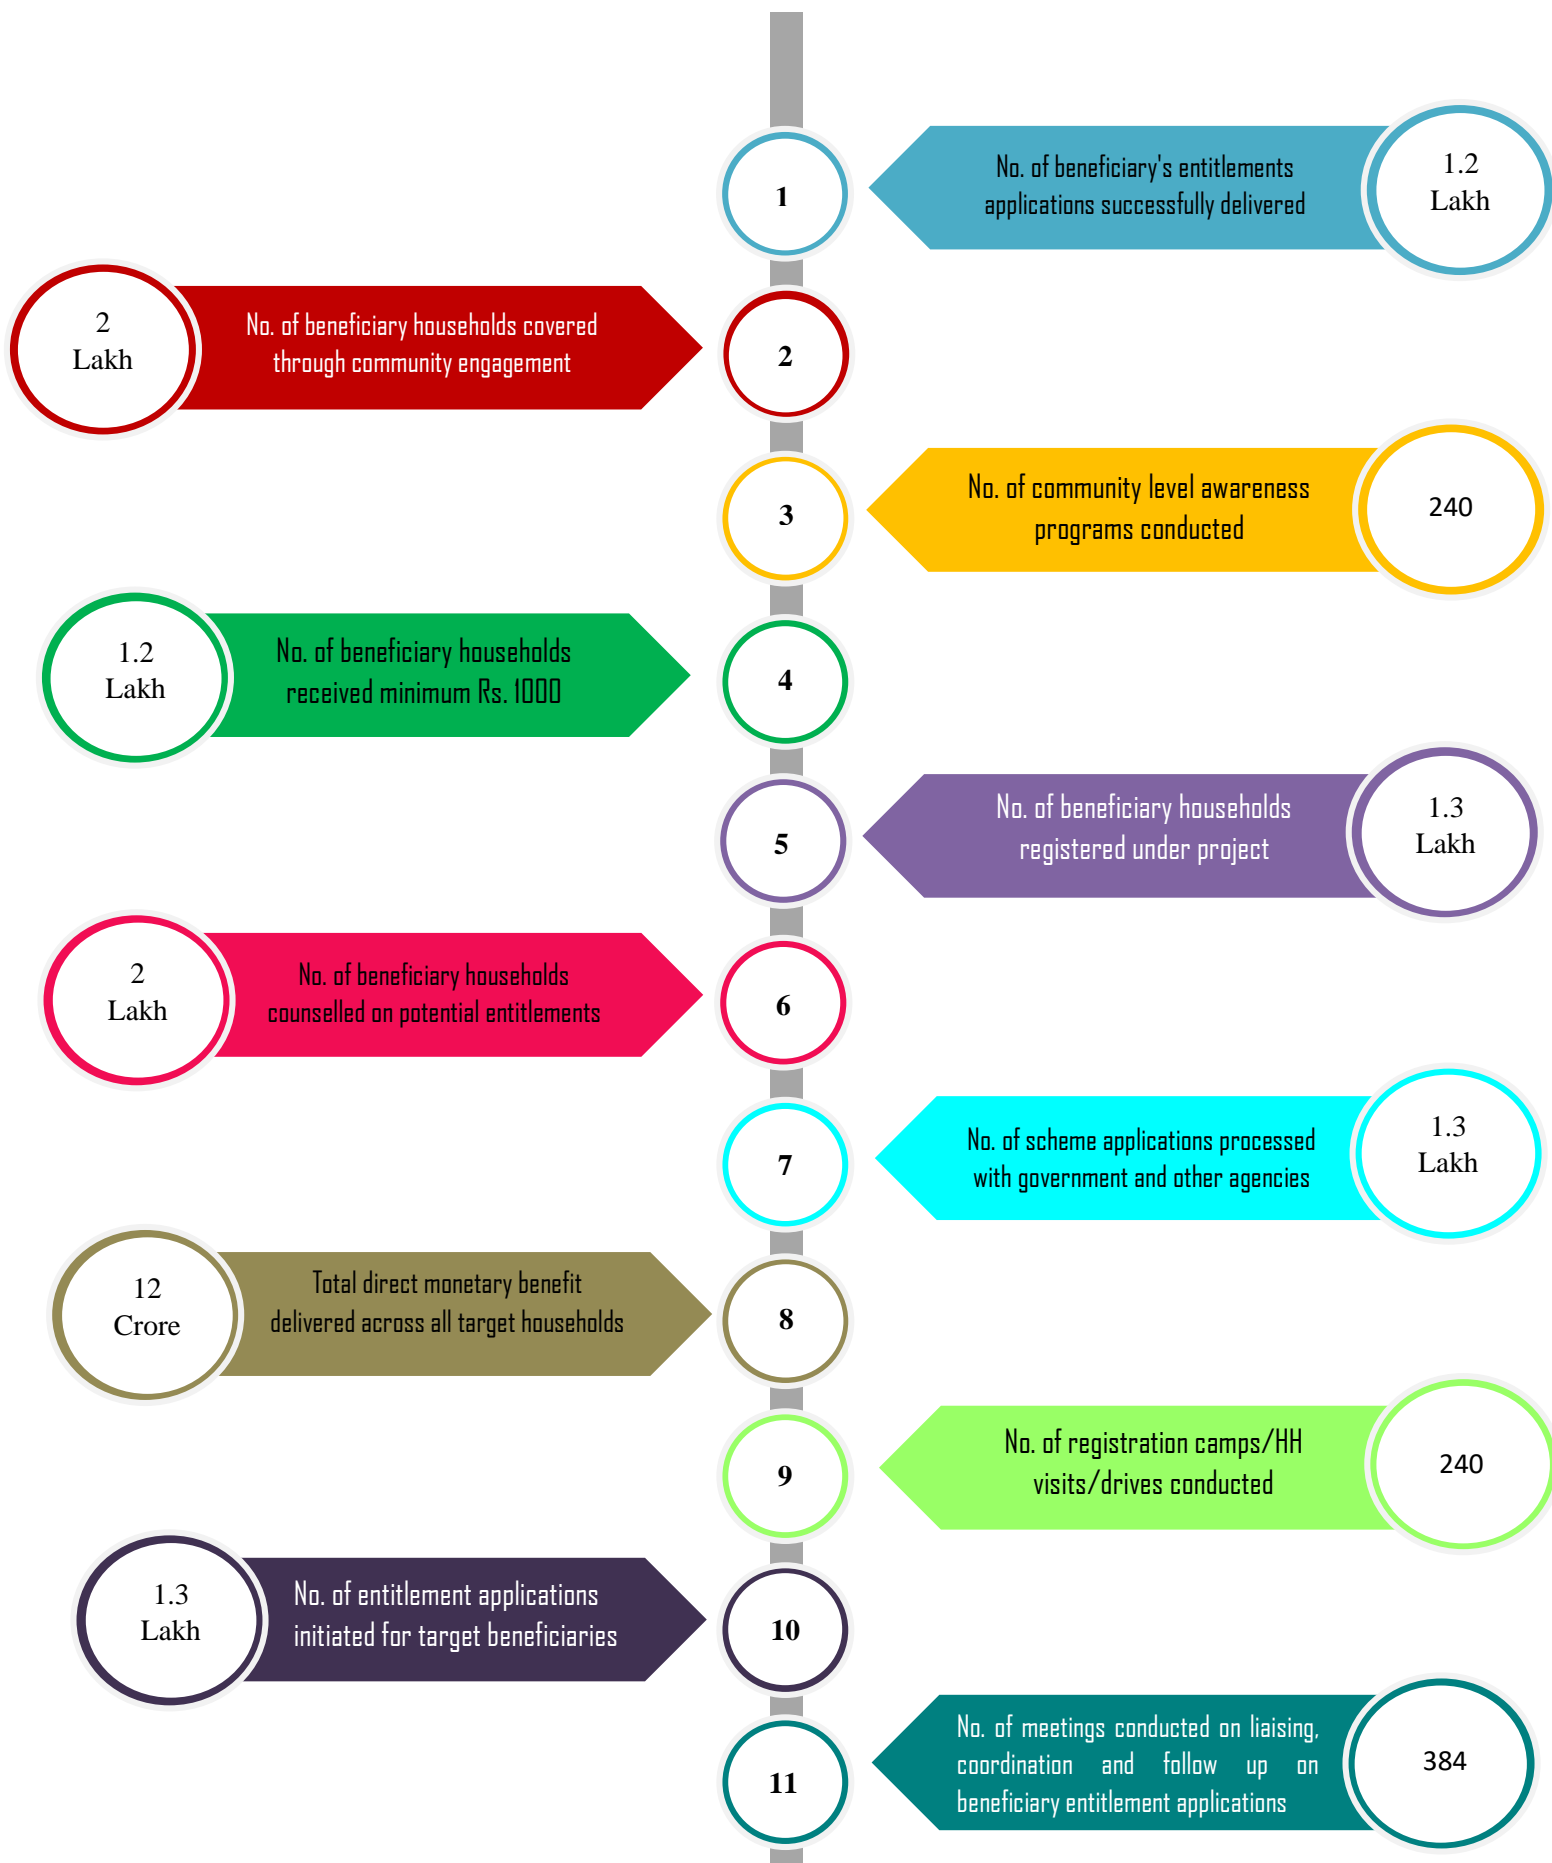 1
No. of beneficiary's entitlements
applications successfully delivered
1.2
Lakh
2
Lakh
No. of beneficiary households covered
through community engagement
2
3
No. of community level awareness
programs conducted
240
1.2
Lakh
No. of beneficiary households
received minimum Rs. 1000
4
5
No. of beneficiary households
registered under project
1.3
Lakh
2
Lakh
No. of beneficiary households
counselled on potential entitlements
6
7
No. of scheme applications processed
with government and other agencies
1.3
Lakh
12
Crore
Total direct monetary benefit
delivered across all target households
8
9
No. of registration camps/HH
visits/drives conducted
240
1.3
Lakh
No. of entitlement applications
initiated for target beneficiaries
10
11
No. of meetings conducted on liaising,
coordination and follow up on
beneficiary entitlement applications
384